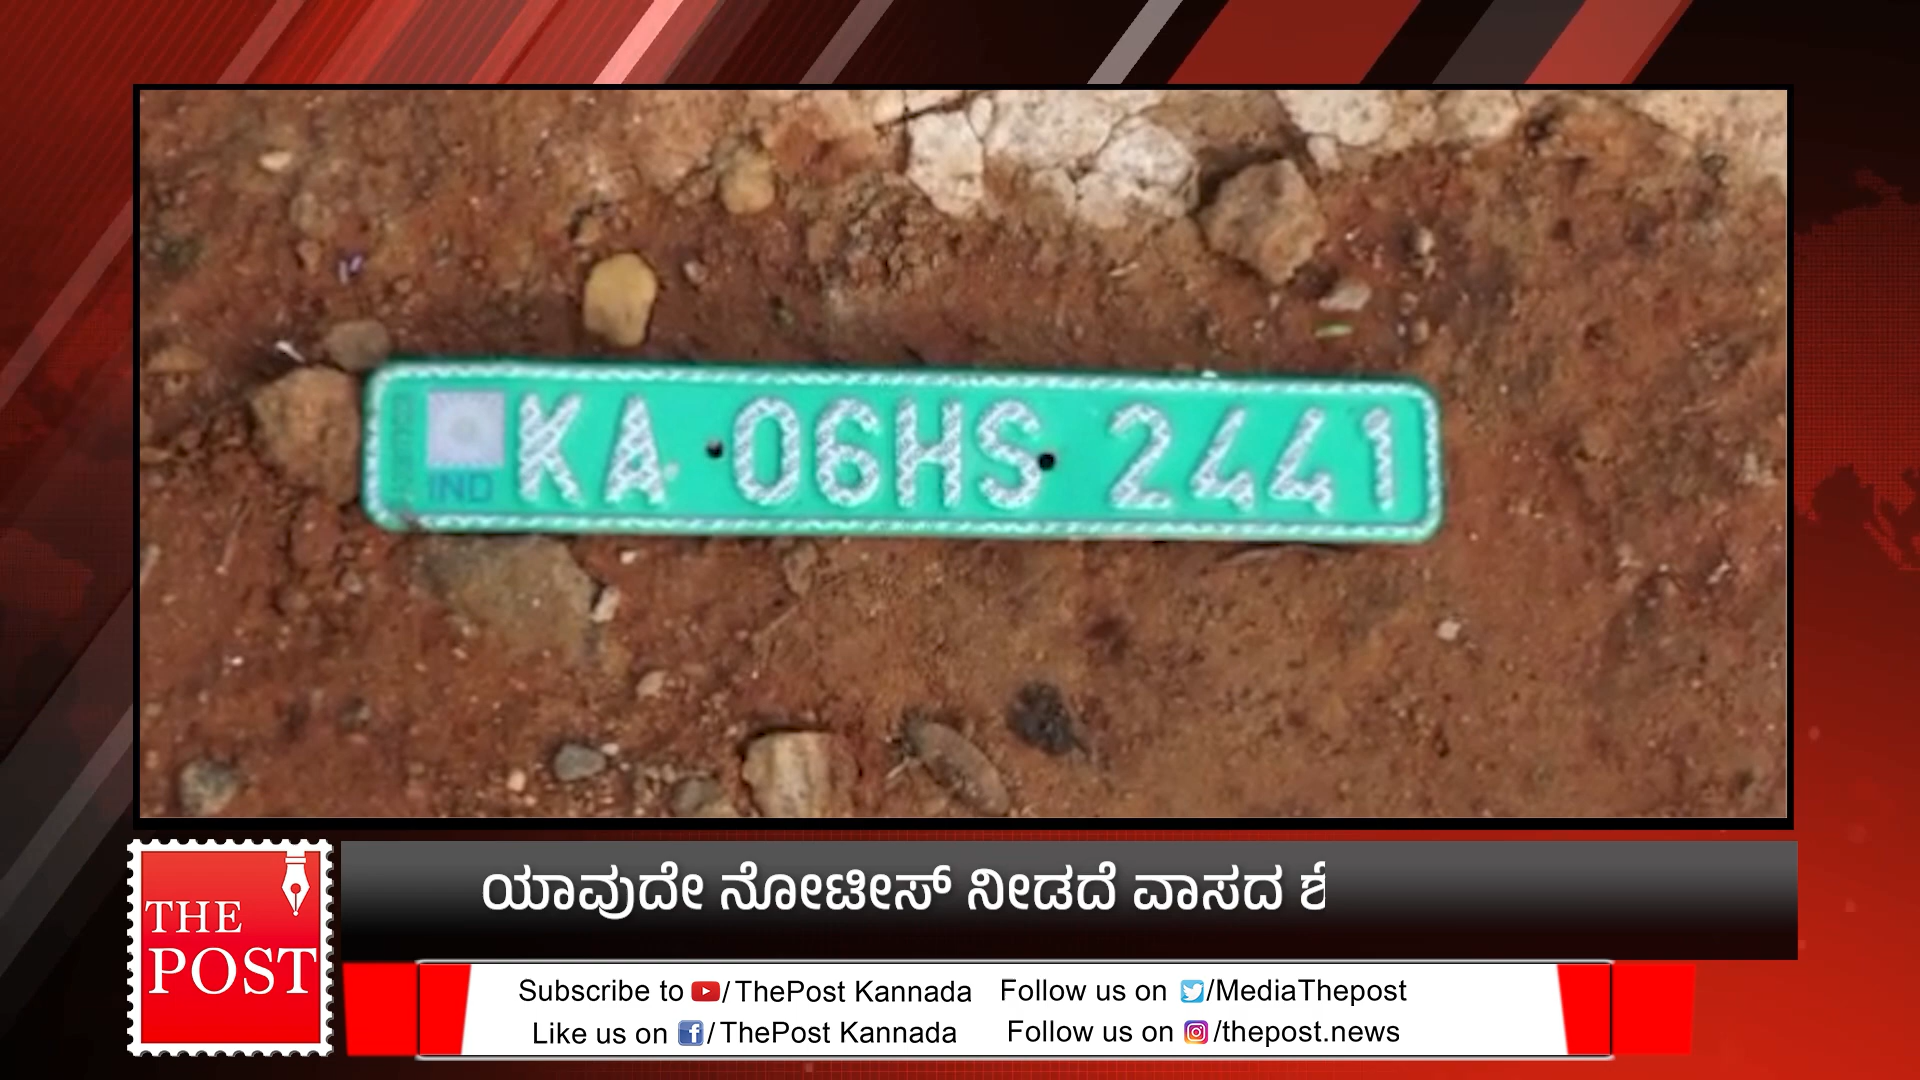 KA 06HS 2441
IND
THE
POST
ಯಾವುದೇ ನೋಟೀಸ್ ನೀಡದೆ ವಾಸದ
Subscribe to /ThePost Kannada Follow us on /MediaThepost
Like us on /ThePost Kannada Follow us on /thepost.news